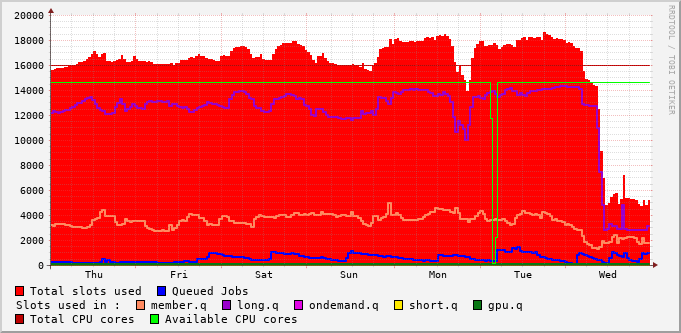 20000
18000
16000
14000
12000
10000
8000
6000
4000
2000
0
Thu Fri Sat Sun Mon Tue Wed
RRDTOOL / TOBI OETIKER
Total slots used Queued Jobs
Slots used in : member.q long.q ondemand.q short.q gpu.q
Total CPU cores Available CPU cores